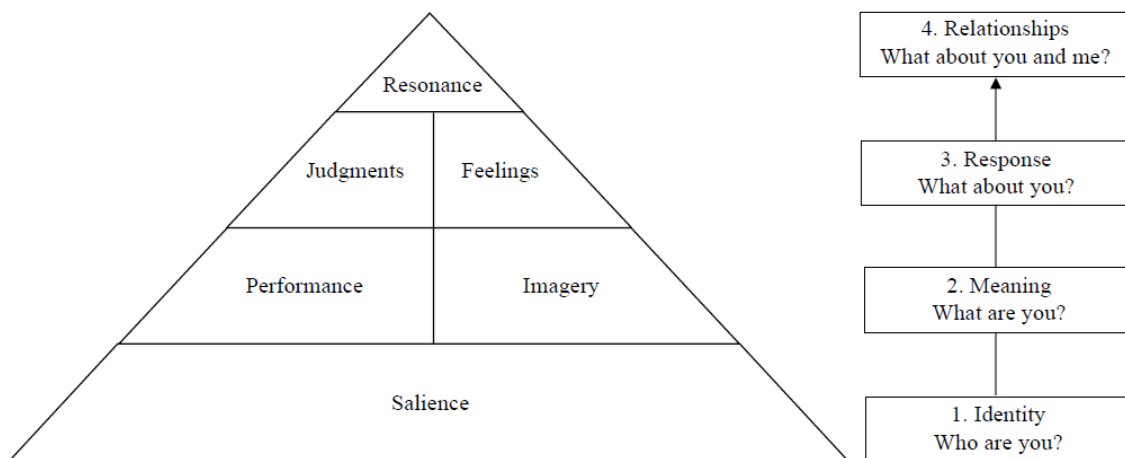 4. Relationships
What about you and me?
Resonance
3. Response
What about you?
Judgments
Feelings
2. Meaning
What are you?
Performance
Imagery
1. Identity
Who are you?
Salience